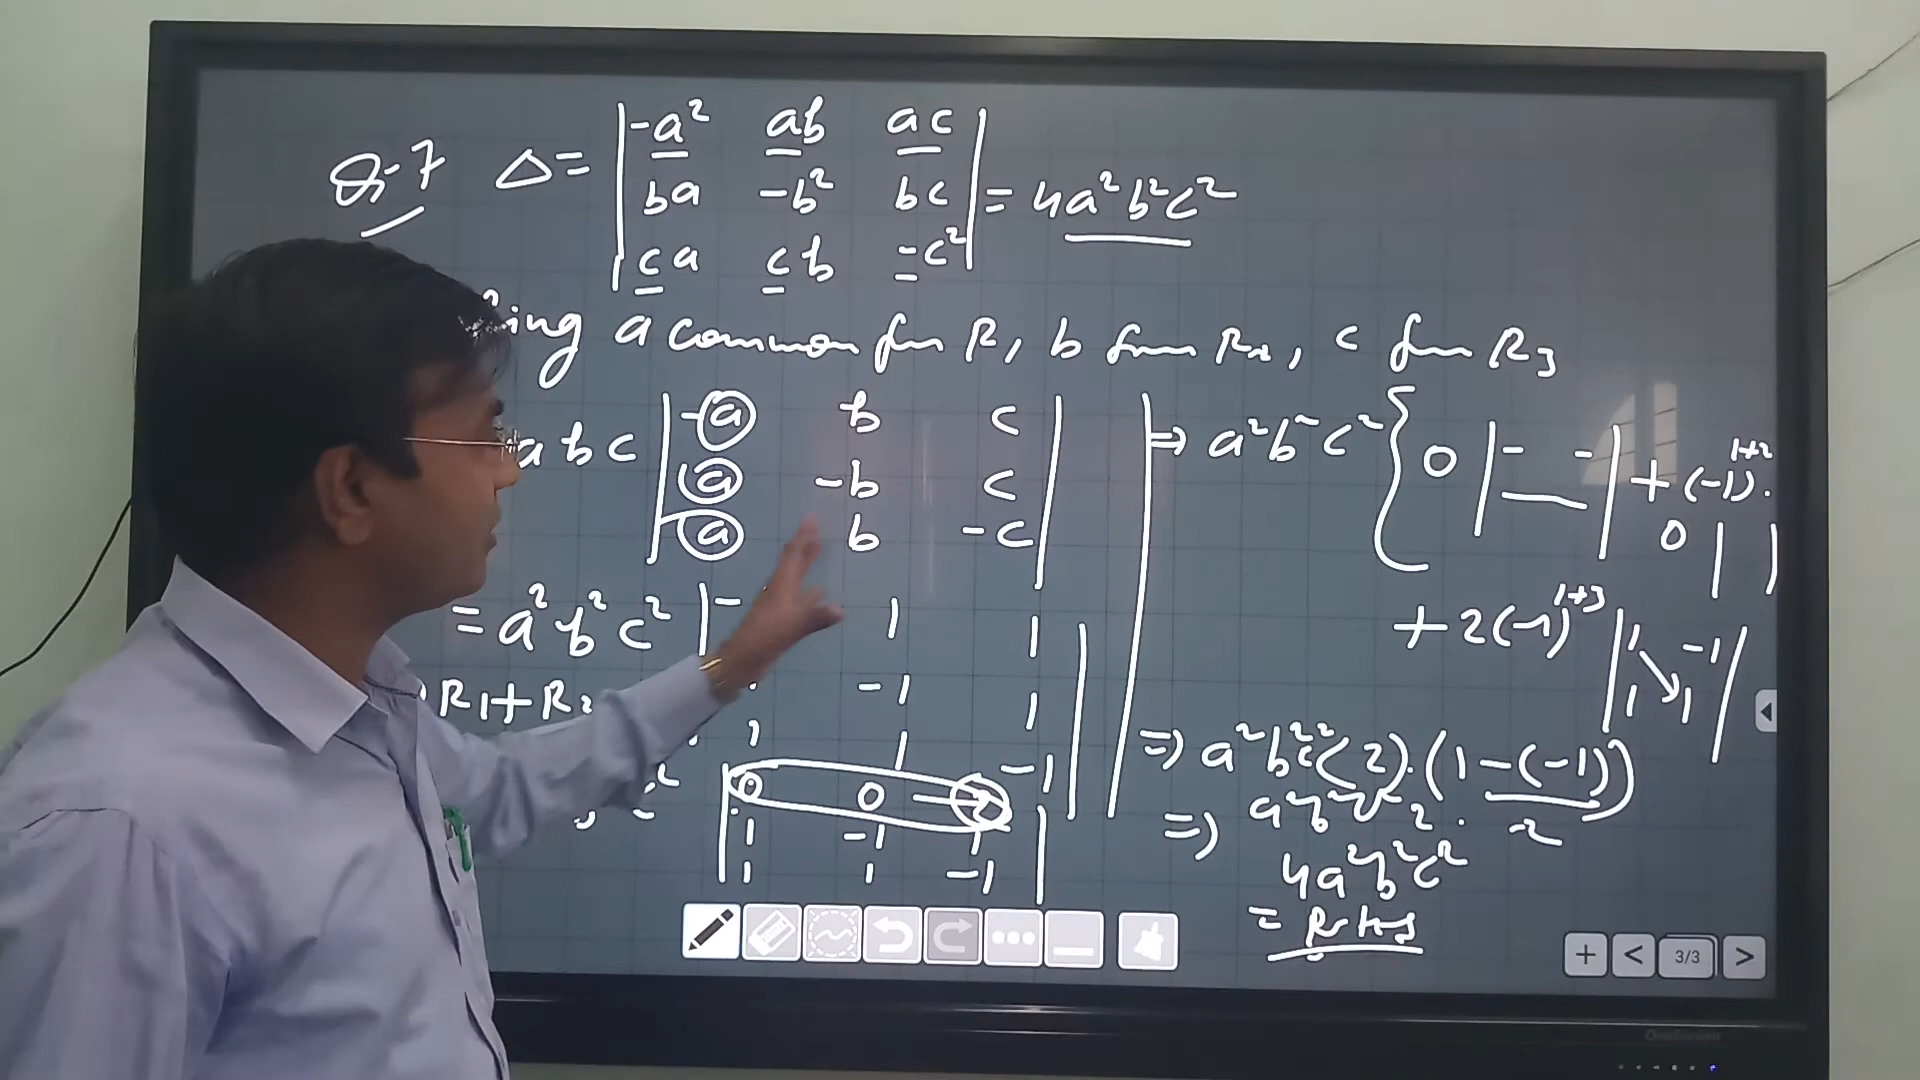 Q-7 Δ = | -a² ab ac |
| ba -b² bc | = 4a²b²c²
| ca cb -c² |
a common from R1, b from R2, c from R3
abc | -a b c |
| a -b c |
| a b -c |
= a²b²c² | - 1 1
R1+R2 -1 1
1 1 -1
| 0 0
| 1 -1 1
| 1 1 -1 |
⇒ a²b²c² { 0 | - - | + (-1)^{1+2}.
0 | |
+ 2(-1)^{1+3} | 1 -1 |
| 1 1 |
⇒ a²b²c²(2).(1-(-1))
⇒ a²b²c² 2. 2
4a²b²c²
= R.H.S
3/3